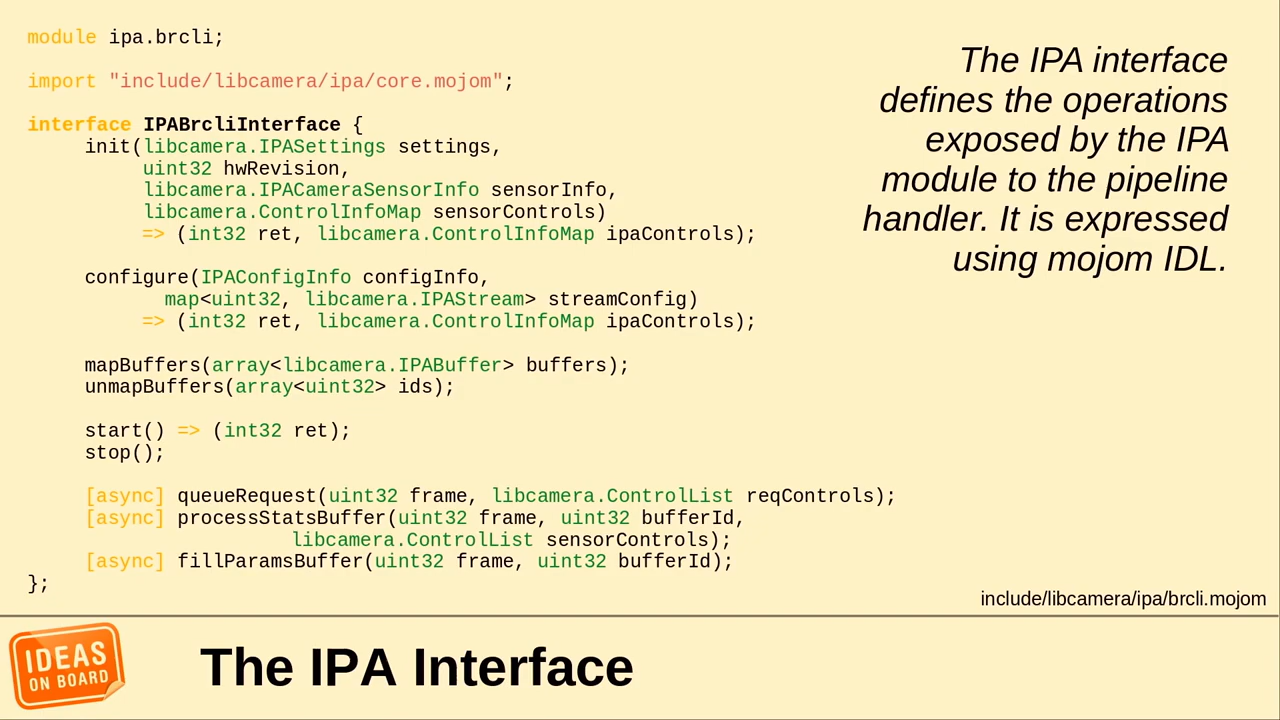 module ipa.brcli;
import "include/libcamera/ipa/core.mojom";
interface IPABrcliInterface {
init(libcamera.IPASettings settings,
uint32 hwRevision,
libcamera.IPACameraSensorInfo sensorInfo,
libcamera.ControlInfoMap sensorControls)
=> (int32 ret, libcamera.ControlInfoMap ipaControls);
configure(IPAConfigInfo configInfo,
map<uint32, libcamera.IPAStream> streamConfig)
=> (int32 ret, libcamera.ControlInfoMap ipaControls);
mapBuffers(array<libcamera.IPABuffer> buffers);
unmapBuffers(array<uint32> ids);
start() => (int32 ret);
stop();
[async] queueRequest(uint32 frame, libcamera.ControlList reqControls);
[async] processStatsBuffer(uint32 frame, uint32 bufferId,
libcamera.ControlList sensorControls);
[async] fillParamsBuffer(uint32 frame, uint32 bufferId);
};
The IPA interface
defines the operations
exposed by the IPA
module to the pipeline
handler. It is expressed
using mojom IDL.
include/libcamera/ipa/brcli.mojom
IDEAS
ON BOARD
The IPA Interface